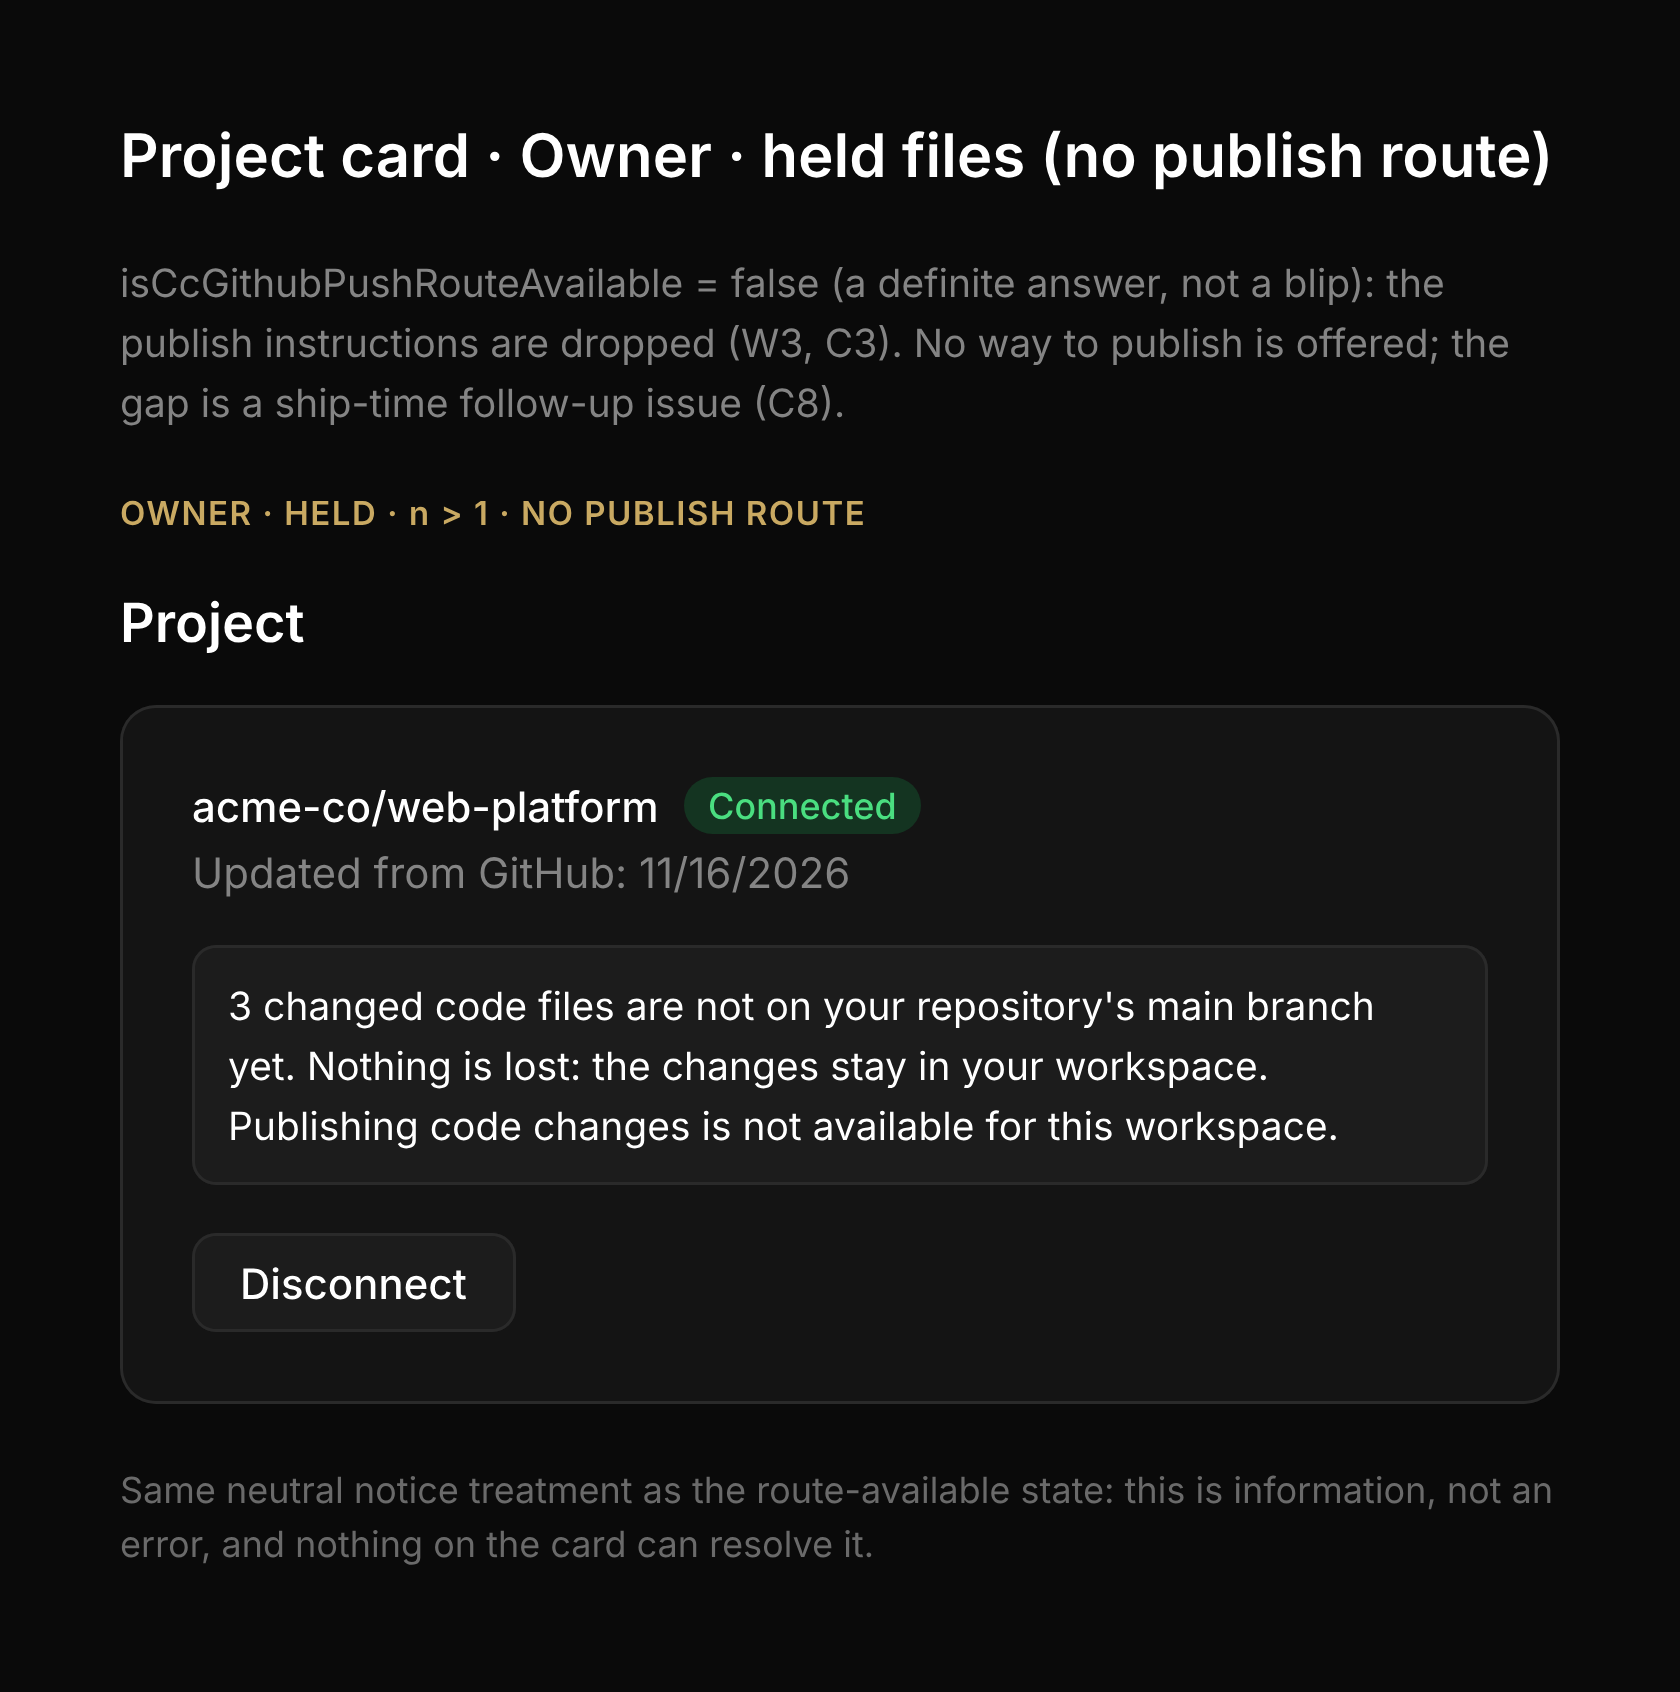 Project card · Owner · held files (no publish route)
isCcGithubPushRouteAvailable = false (a definite answer, not a blip): the
publish instructions are dropped (W3, C3). No way to publish is offered; the
gap is a ship-time follow-up issue (C8).
OWNER · HELD · n > 1 · NO PUBLISH ROUTE
Project
acme-co/web-platform Connected
Updated from GitHub: 11/16/2026
3 changed code files are not on your repository's main branch
yet. Nothing is lost: the changes stay in your workspace.
Publishing code changes is not available for this workspace.
Disconnect
Same neutral notice treatment as the route-available state: this is information, not an
error, and nothing on the card can resolve it.